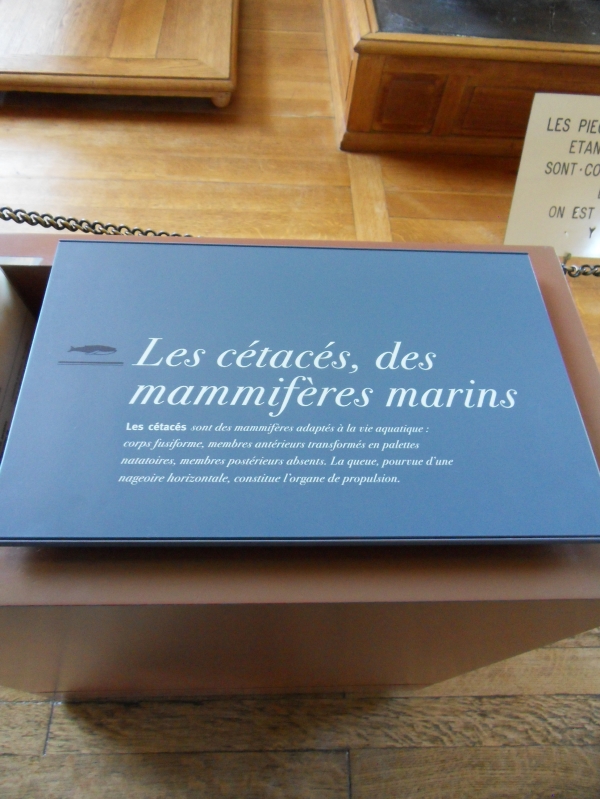 Les cétacés, des
mammifères marins
Les cétacés sont des mammifères adaptés à la vie aquatique :
corps fusiforme, membres antérieurs transformés en palettes
natatoires, membres postérieurs absents. La queue, pourvue d'une
nageoire horizontale, constitue l'organe de propulsion.
LES
ETAN
SONT-CO
ON EST
Y